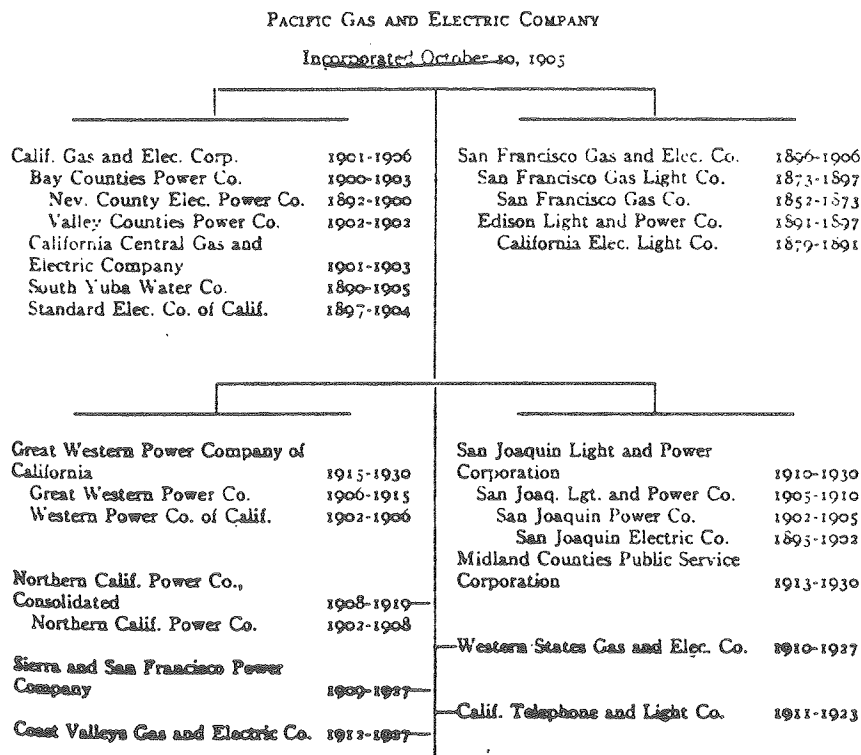 PACIFIC GAS AND ELECTRIC COMPANY
Incorporated October 10, 1905
Calif. Gas and Elec. Corp. 1901-1906
Bay Counties Power Co. 1900-1903
Nev. County Elec. Power Co. 1892-1900
Valley Counties Power Co. 1902-1902
California Central Gas and
Electric Company 1901-1903
South Yuba Water Co. 1890-1905
Standard Elec. Co. of Calif. 1897-1904
San Francisco Gas and Elec. Co. 1896-1906
San Francisco Gas Light Co. 1873-1897
San Francisco Gas Co. 1852-1873
Edison Light and Power Co. 1891-1897
California Elec. Light Co. 1879-1891
Great Western Power Company of
California 1915-1930
Great Western Power Co. 1906-1915
Western Power Co. of Calif. 1902-1906
Northern Calif. Power Co.,
Consolidated 1908-1919
Northern Calif. Power Co. 1902-1908
Sierra and San Francisco Power
Company 1909-1927
Coast Valleys Gas and Electric Co. 1912-1927
San Joaquin Light and Power
Corporation 1910-1930
San Joaq. Lgt. and Power Co. 1905-1910
San Joaquin Power Co. 1902-1905
San Joaquin Electric Co. 1895-1902
Midland Counties Public Service
Corporation 1913-1930
Western States Gas and Elec. Co. 1910-1927
Calif. Telephone and Light Co. 1911-1923